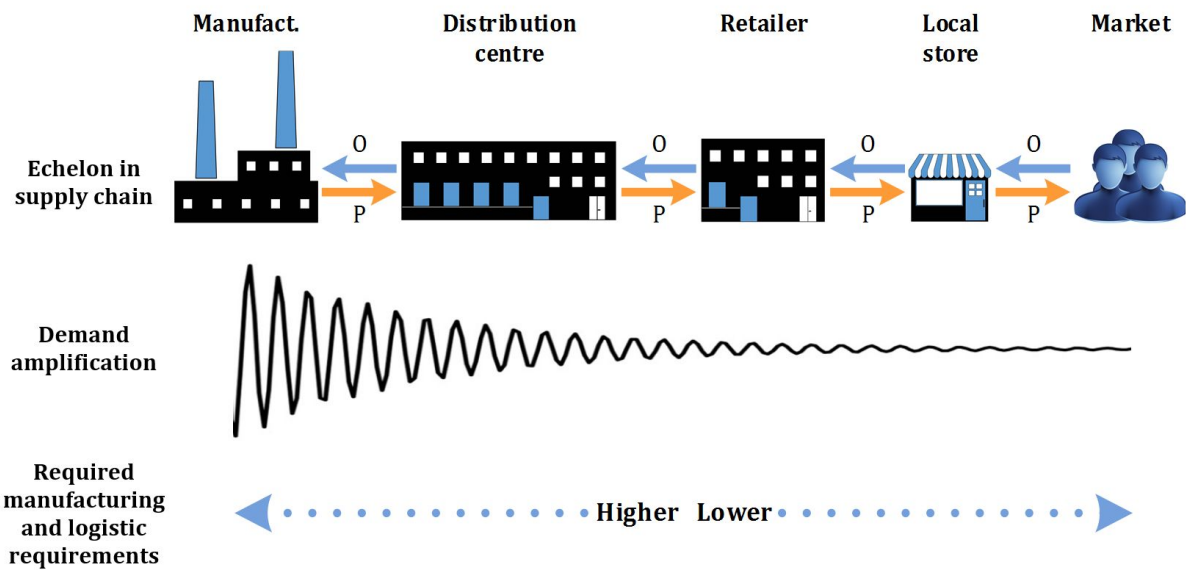 Manufact.
Distribution
centre
Retailer
Local
store
Market
Echelon in
supply chain
O
O
O
O
P
P
P
P
Demand
amplification
Required
manufacturing
and logistic
requirements
Higher Lower